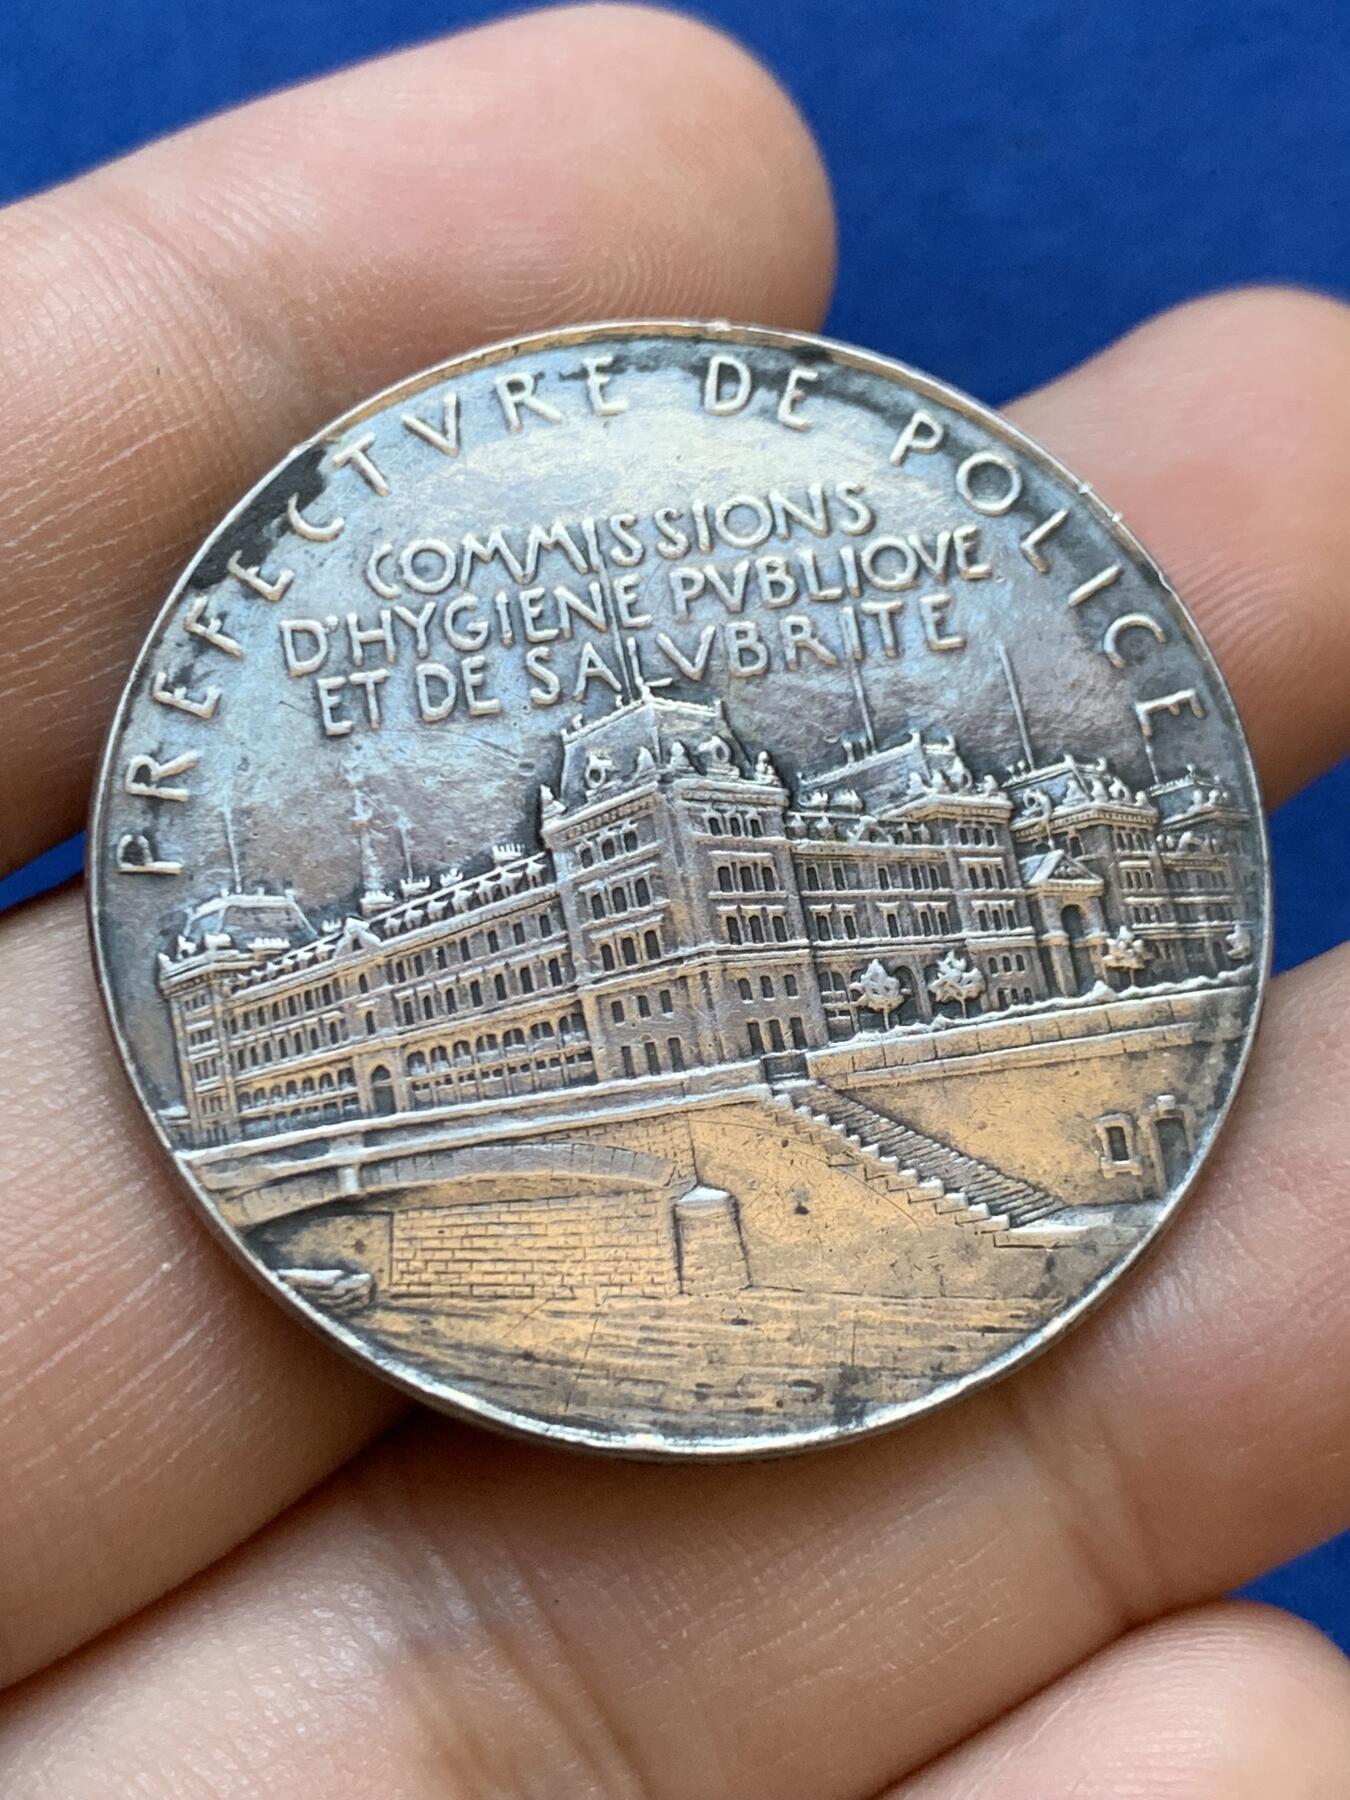 PREFECTVRE DE POLICE
COMMISSIONS
D'HYGIENE PVBLIQVE
ET DE SALVBRITE